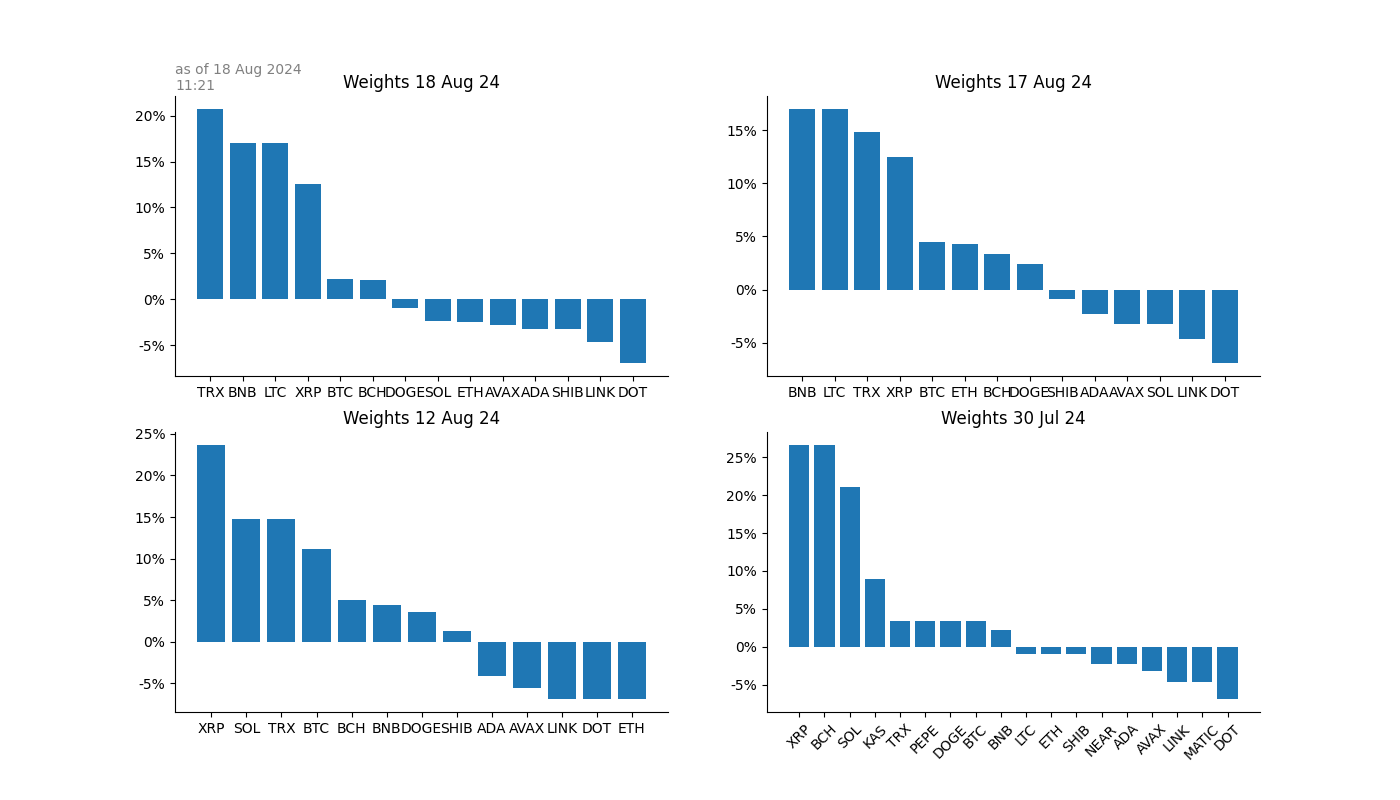 as of 18 Aug 2024
11:21
Weights 18 Aug 24
20%
15%
10%
5%
0%
-5%
TRX BNB LTC XRP BTC BCH DOGE SOL ETH AVAX ADA SHIB LINK DOT
Weights 17 Aug 24
15%
10%
5%
0%
-5%
BNB LTC TRX XRP BTC ETH BCH DOGE SHIB ADA AVAX SOL LINK DOT
Weights 12 Aug 24
25%
20%
15%
10%
5%
0%
-5%
XRP SOL TRX BTC BCH BNB DOGE SHIB ADA AVAX LINK DOT ETH
Weights 30 Jul 24
25%
20%
15%
10%
5%
0%
-5%
XRP BCH SOL KAS TRX PEPE DOGE BTC BNB LTC ETH SHIB NEAR ADA AVAX LINK MATIC DOT